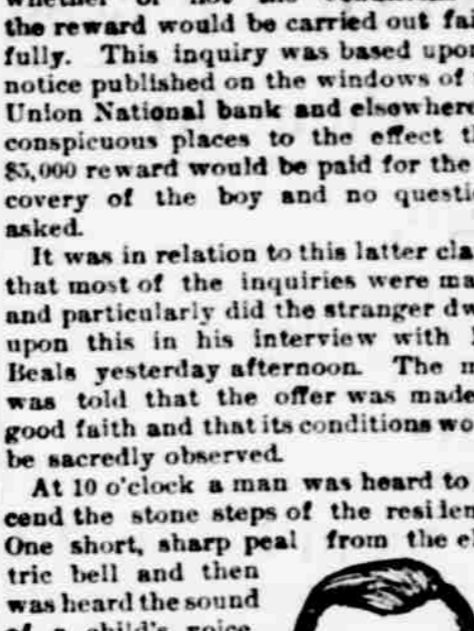 the reward would be carried out fa
fully. This inquiry was based upon
notice published on the windows of
Union National bank and elsewhere
conspicuous places to the effect t
$5,000 reward would be paid for the
covery of the boy and no questi
asked.
It was in relation to this latter cla
that most of the inquiries were ma
and particularly did the stranger dw
upon this in his interview with
Beals yesterday afternoon. The m
was told that the offer was made
good faith and that its conditions wo
be sacredly observed.
At 10 o'clock a man was heard to
cend the stone steps of the resilen
One short, sharp peal from the el
tric bell and then
was heard the sound
of a child's voice